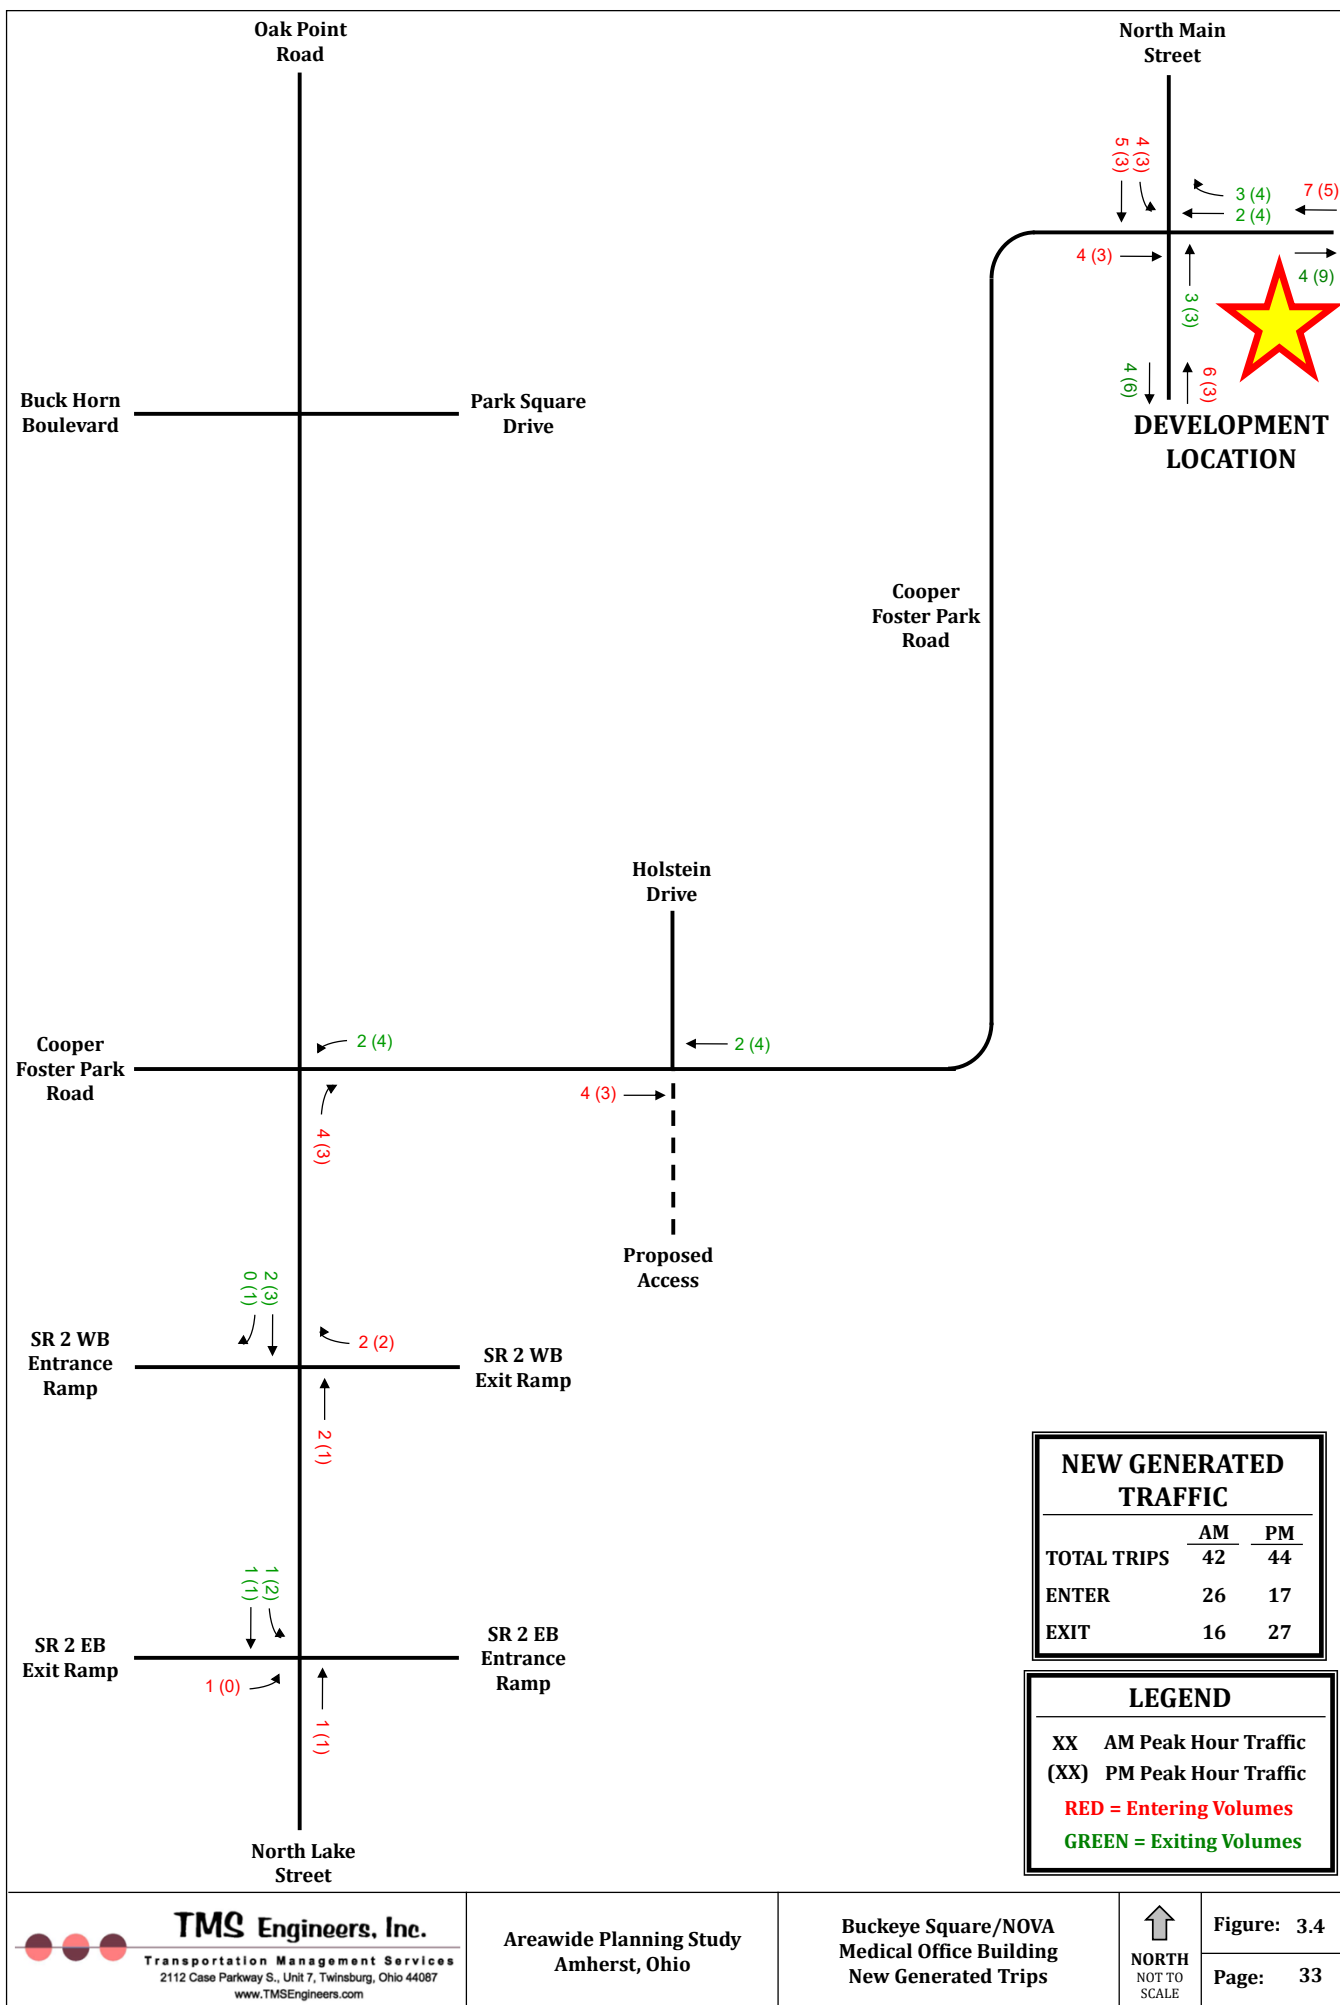 Oak Point
Road
North Main
Street
5 (3)
4 (3)
3 (4)
2 (4)
7 (5)
4 (3)
4 (9)
3 (3)
4 (6)
6 (3)
Buck Horn
Boulevard
Park Square
Drive
DEVELOPMENT
LOCATION
Cooper
Foster Park
Road
Holstein
Drive
Cooper
Foster Park
Road
2 (4)
2 (4)
4 (3)
4 (3)
Proposed
Access
0 (1)
2 (3)
SR 2 WB
Entrance
Ramp
2 (2)
SR 2 WB
Exit Ramp
2 (1)
1 (1)
1 (2)
SR 2 EB
Exit Ramp
SR 2 EB
Entrance
Ramp
1 (0)
1 (1)
North Lake
Street
NEW GENERATED
TRAFFIC
AM PM
TOTAL TRIPS 42 44
ENTER 26 17
EXIT 16 27
LEGEND
XX AM Peak Hour Traffic
(XX) PM Peak Hour Traffic
RED = Entering Volumes
GREEN = Exiting Volumes
TMS Engineers, Inc.
Transportation Management Services
2112 Case Parkway S., Unit 7, Twinsburg, Ohio 44087
www.TMSEngineers.com
Areawide Planning Study
Amherst, Ohio
Buckeye Square/NOVA
Medical Office Building
New Generated Trips
NORTH
NOT TO
SCALE
Figure: 3.4
Page: 33